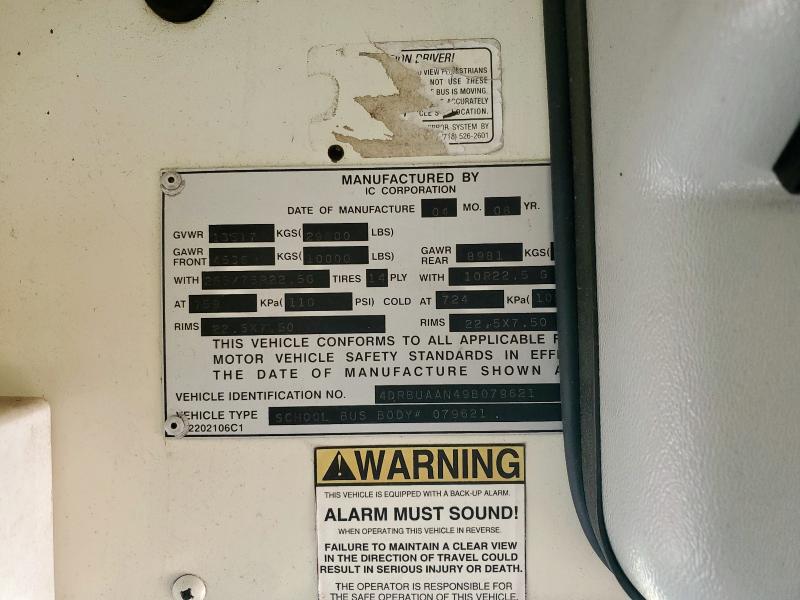 ION DRIVER!
VIEW PEDESTRIANS
NOT USE THESE
BUS IS MOVING.
ACCURATELY
LOCATION.
RROR SYSTEM BY
(718) 526-2601
MANUFACTURED BY
IC CORPORATION
DATE OF MANUFACTURE 04 MO. 08 YR.
GVWR KGS( LBS)
GAWR FRONT KGS( 10000 LBS) GAWR REAR 8981 KGS(
WITH TIRES 14 PLY WITH 10R22.5 G
AT 759 KPa( 110 PSI) COLD AT 724 KPa( 10
RIMS 22.5X7.50 RIMS 22.5X7.50
THIS VEHICLE CONFORMS TO ALL APPLICABLE F
MOTOR VEHICLE SAFETY STANDARDS IN EFF
THE DATE OF MANUFACTURE SHOWN A
VEHICLE IDENTIFICATION NO. 4DRBUAAN49B079621
VEHICLE TYPE SCHOOL BUS BODY# 079621 .
2202106C1
WARNING
THIS VEHICLE IS EQUIPPED WITH A BACK-UP ALARM.
ALARM MUST SOUND!
WHEN OPERATING THIS VEHICLE IN REVERSE.
FAILURE TO MAINTAIN A CLEAR VIEW
IN THE DIRECTION OF TRAVEL COULD
RESULT IN SERIOUS INJURY OR DEATH.
THE OPERATOR IS RESPONSIBLE FOR
THE SAFE OPERATION OF THIS VEHICLE.